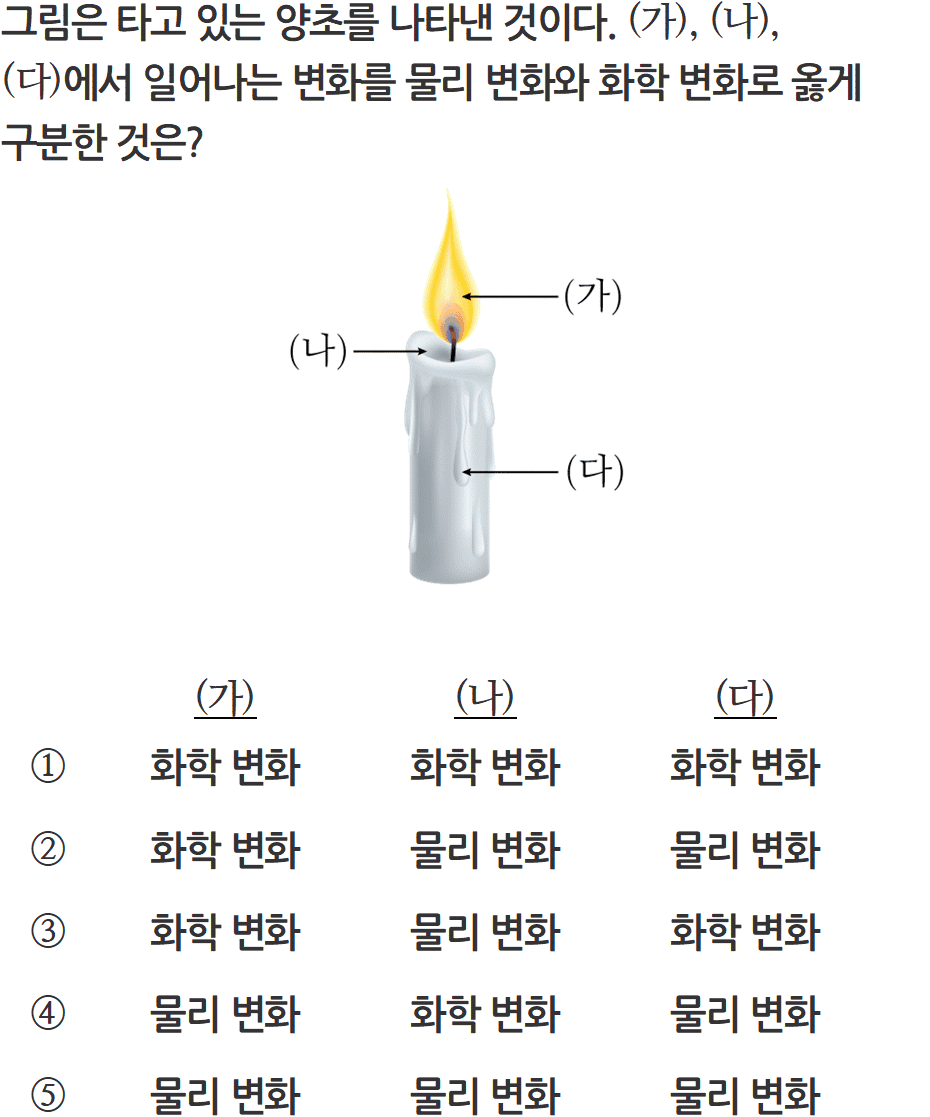 그림은 타고 있는 양초를 나타낸 것이다. (가), (나),
(다)에서 일어나는 변화를 물리 변화와 화학 변화로 옳게
구분한 것은?
(가)
(나)
(다)
(가) (나) (다)
① 화학 변화 화학 변화 화학 변화
② 화학 변화 물리 변화 물리 변화
③ 화학 변화 물리 변화 화학 변화
④ 물리 변화 화학 변화 물리 변화
⑤ 물리 변화 물리 변화 물리 변화